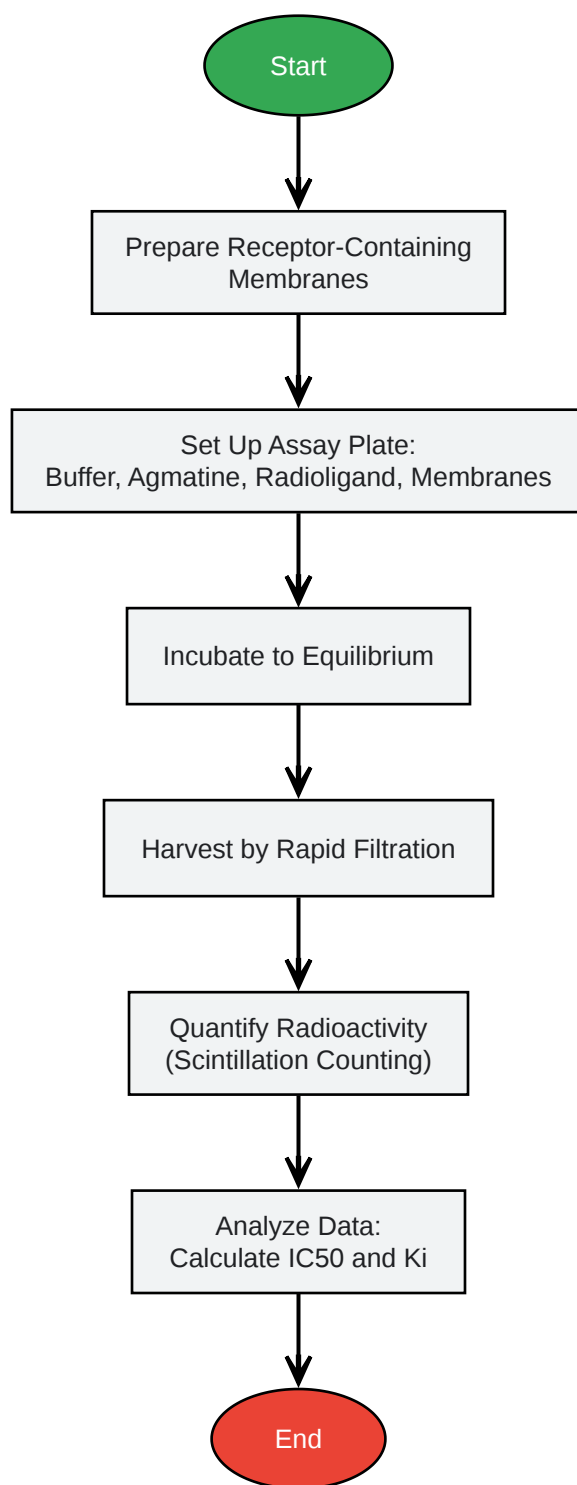 Start
Prepare Receptor-Containing
Membranes
Set Up Assay Plate:
Buffer, Agmatine, Radioligand, Membranes
Incubate to Equilibrium
Harvest by Rapid Filtration
Quantify Radioactivity
(Scintillation Counting)
Analyze Data:
Calculate IC50 and Ki
End